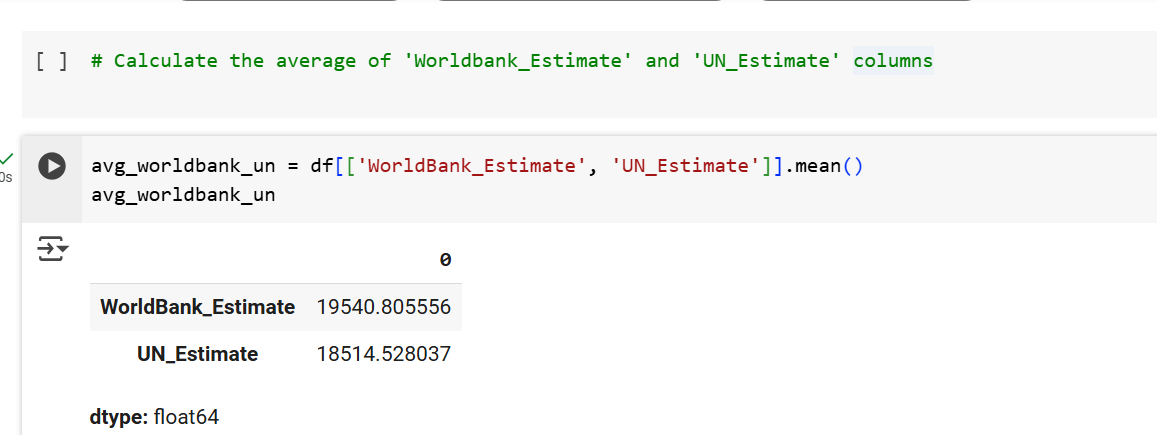 [ ] # Calculate the average of 'Worldbank_Estimate' and 'UN_Estimate' columns
0s
avg_worldbank_un = df[['WorldBank_Estimate', 'UN_Estimate']].mean()
avg_worldbank_un
0
WorldBank_Estimate 19540.805556
UN_Estimate 18514.528037
dtype: float64